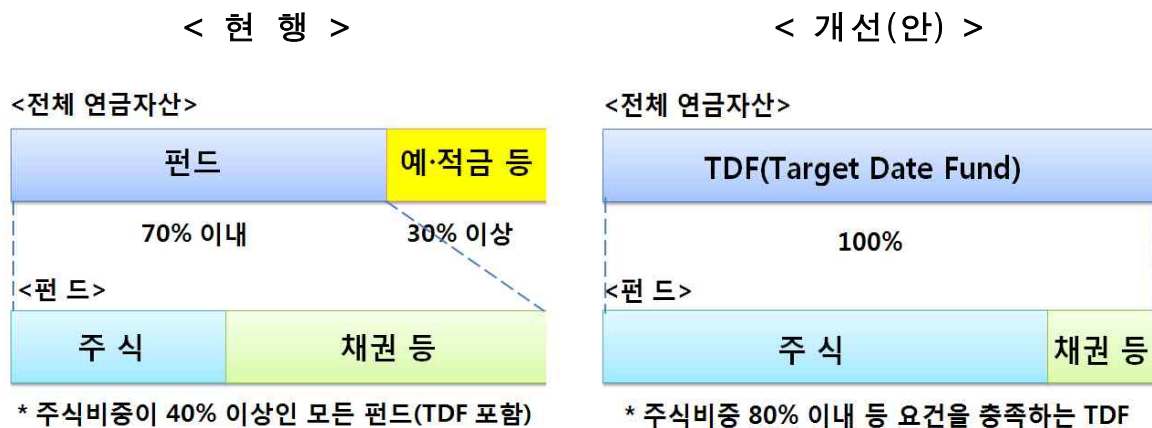 < 현 행 >
<전체 연금자산>
펀드
예·적금 등
70% 이내
30% 이상
<펀 드>
주 식
채권 등
* 주식비중이 40% 이상인 모든 펀드(TDF 포함)
< 개선(안) >
<전체 연금자산>
TDF(Target Date Fund)
100%
<펀 드>
주 식
채권 등
* 주식비중 80% 이내 등 요건을 충족하는 TDF